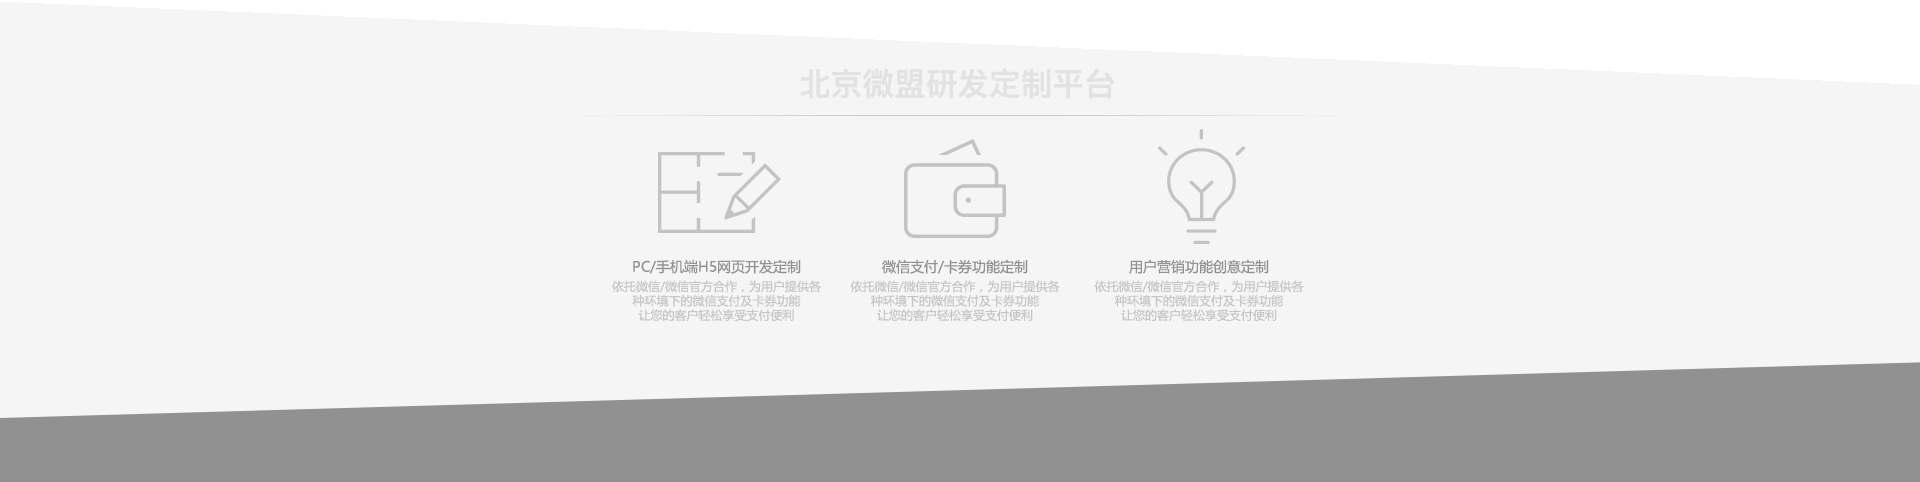 北京微盟研发定制平台
PC/手机端H5网页开发定制
依托微信/微信官方合作，为用户提供各
种环境下的微信支付及卡券功能
让您的客户轻松享受支付便利
微信支付/卡券功能定制
依托微信/微信官方合作，为用户提供各
种环境下的微信支付及卡券功能
让您的客户轻松享受支付便利
用户营销功能创意定制
依托微信/微信官方合作，为用户提供各
种环境下的微信支付及卡券功能
让您的客户轻松享受支付便利